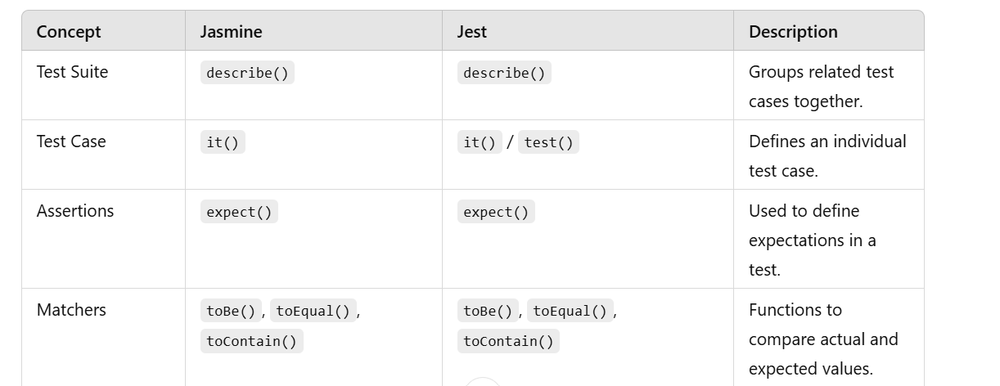 Concept Jasmine Jest Description
Test Suite describe() describe() Groups related test
cases together.
Test Case it() it() / test() Defines an individual
test case.
Assertions expect() expect() Used to define
expectations in a
test.
Matchers toBe(), toEqual(), toBe(), toEqual(), Functions to
toContain() toContain() compare actual and
expected values.